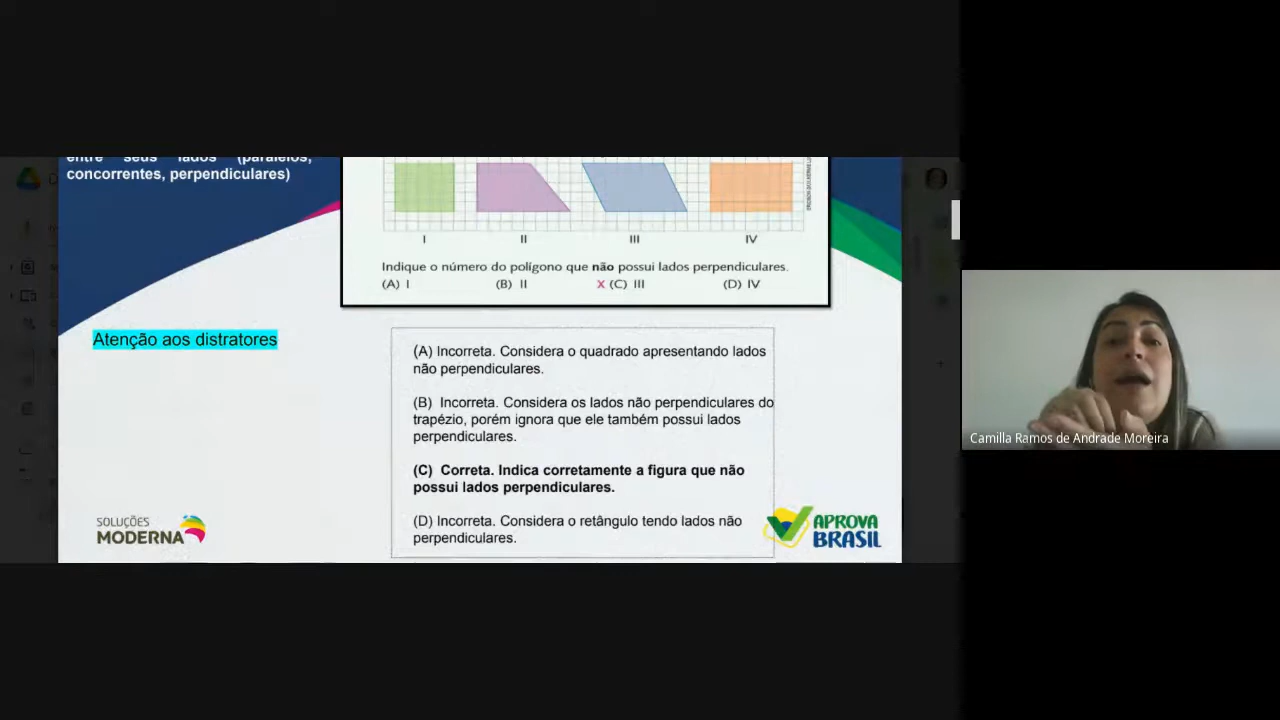 entre seus lados (paralelos,
concorrentes, perpendiculares)
I II III IV
Indique o número do polígono que não possui lados perpendiculares.
(A) I (B) II X (C) III (D) IV
Atenção aos distratores
(A) Incorreta. Considera o quadrado apresentando lados
não perpendiculares.
(B) Incorreta. Considera os lados não perpendiculares do
trapézio, porém ignora que ele também possui lados
perpendiculares.
(C) Correta. Indica corretamente a figura que não
possui lados perpendiculares.
(D) Incorreta. Considera o retângulo tendo lados não
perpendiculares.
SOLUÇÕES
MODERNA
APROVA
BRASIL
Camilla Ramos de Andrade Moreira